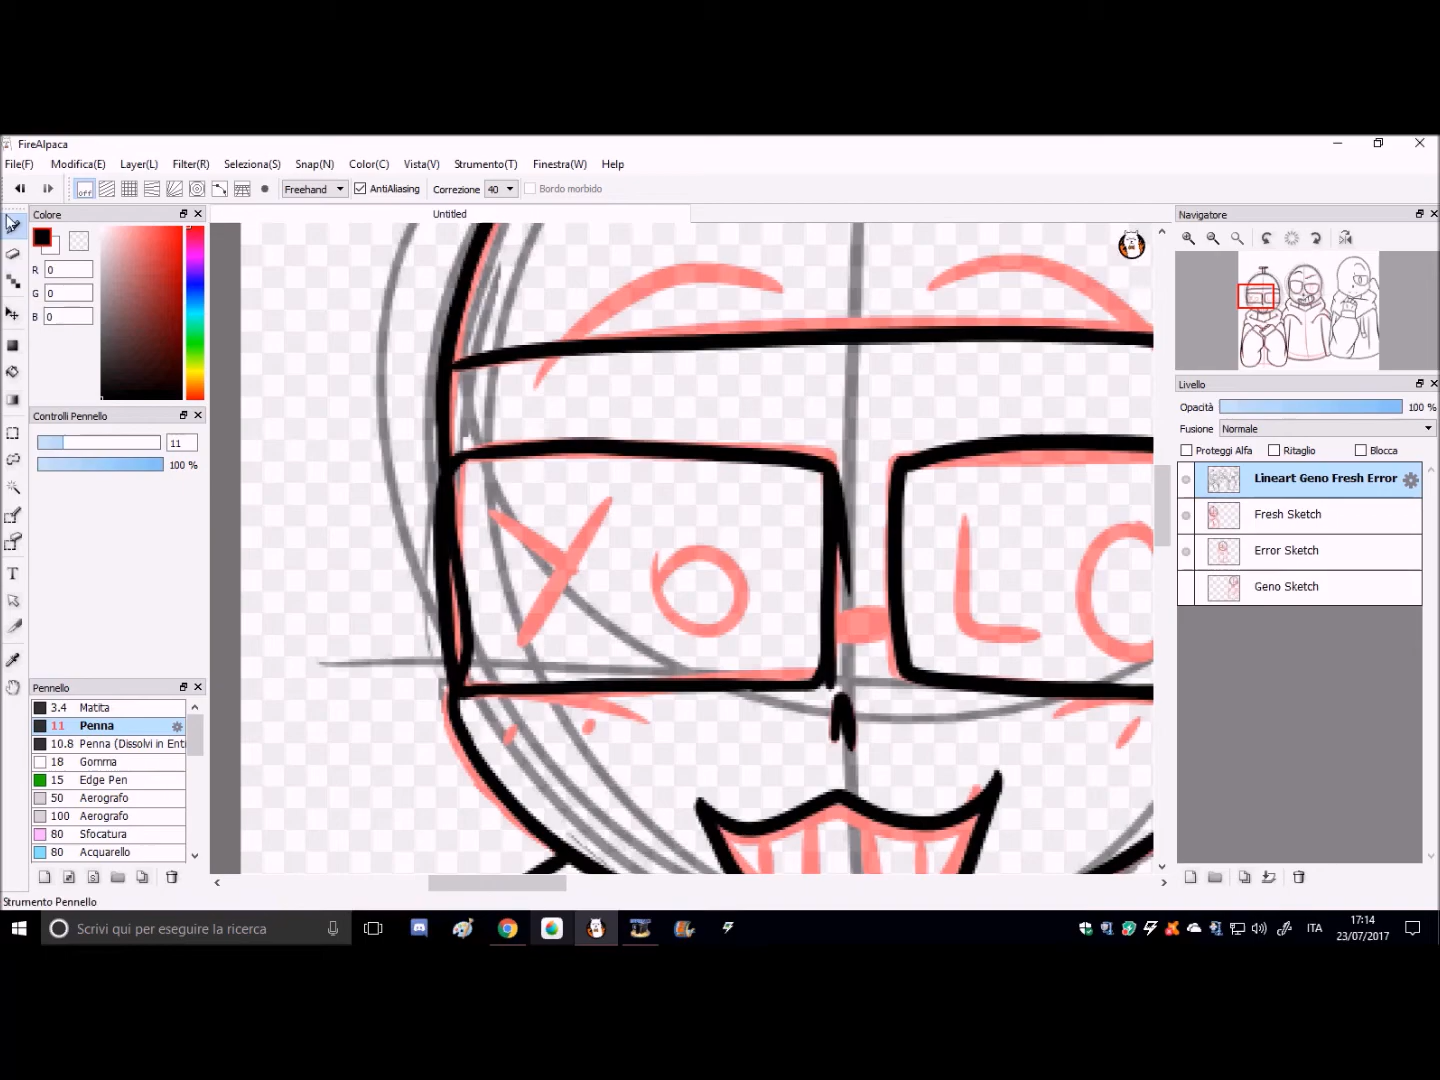 FireAlpaca
File(F) Modifica(E) Layer(L) Filter(R) Seleziona(S) Snap(N) Color(C) Vista(V) Strumento(T) Finestra(W) Help
off Freehand AntiAliasing Correzione 40 Bordo morbido
Colore
Untitled
Navigatore
R 0
G 0
B 0
Controlli Pennello
11
100 %
Pennello
3.4 Matita
11 Penna
10.8 Penna (Dissolvi in Entr
18 Gomma
15 Edge Pen
50 Aerografo
100 Aerografo
80 Sfocatura
80 Acquarello
X O L O
Livello
Opacità 100 %
Fusione Normale
Proteggi Alfa Ritaglio Blocca
Lineart Geno Fresh Error
Fresh Sketch
Error Sketch
Geno Sketch
Strumento Pennello
Scrivi qui per eseguire la ricerca
ITA
17:14
23/07/2017